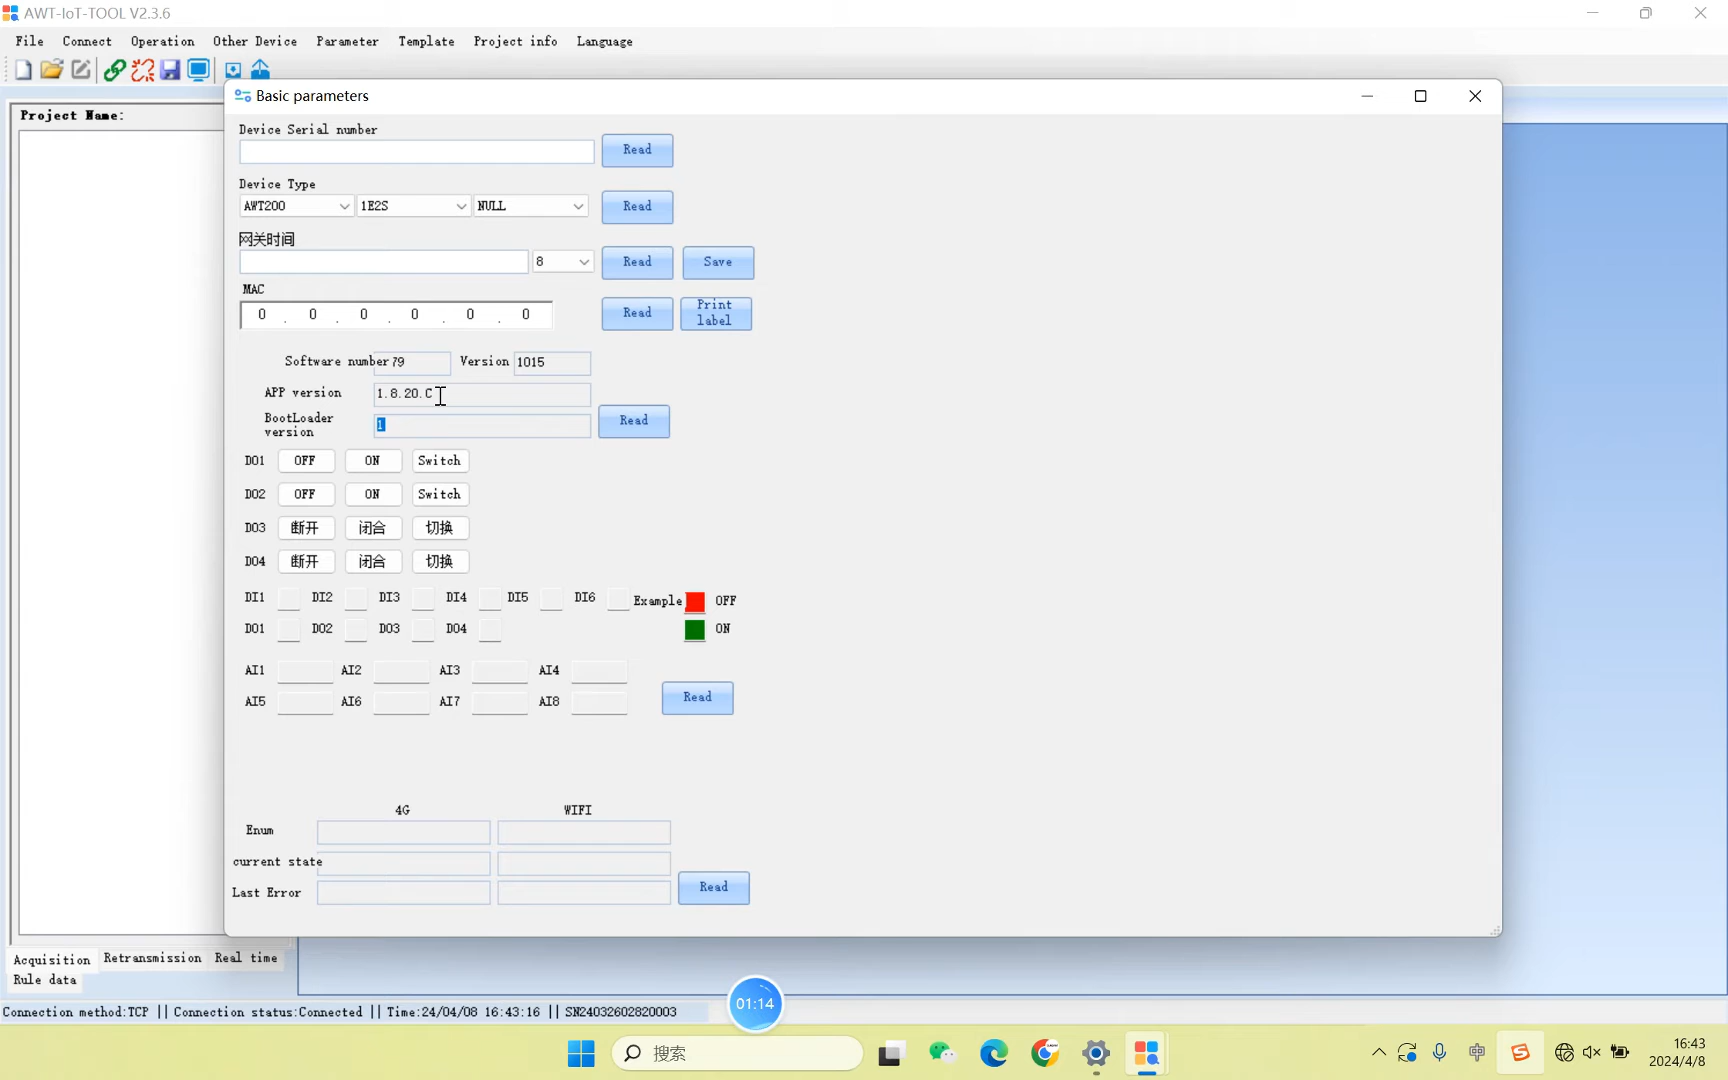 AWT-IoT-TOOL V2.3.6
File Connect Operation Other Device Parameter Template Project info Language
Project Name:
Basic parameters
Device Serial number
Read
Device Type
AWT200 1E2S NULL Read
网关时间
8 Read Save
MAC
0 . 0 . 0 . 0 . 0 . 0 Read Print label
Software number 79 Version 1015
APP version 1.8.20.C
BootLoader version 1 Read
DO1 OFF ON Switch
DO2 OFF ON Switch
DO3 断开 闭合 切换
DO4 断开 闭合 切换
DI1 DI2 DI3 DI4 DI5 DI6 Example OFF
DO1 DO2 DO3 DO4 ON
AI1 AI2 AI3 AI4
AI5 AI6 AI7 AI8 Read
4G WIFI
Enum
current state
Last Error Read
Acquisition Retransmission Real time
Rule data
Connection method:TCP || Connection status:Connected || Time:24/04/08 16:43:16 || SN24032602820003
01:14
搜索
中
16:43
2024/4/8